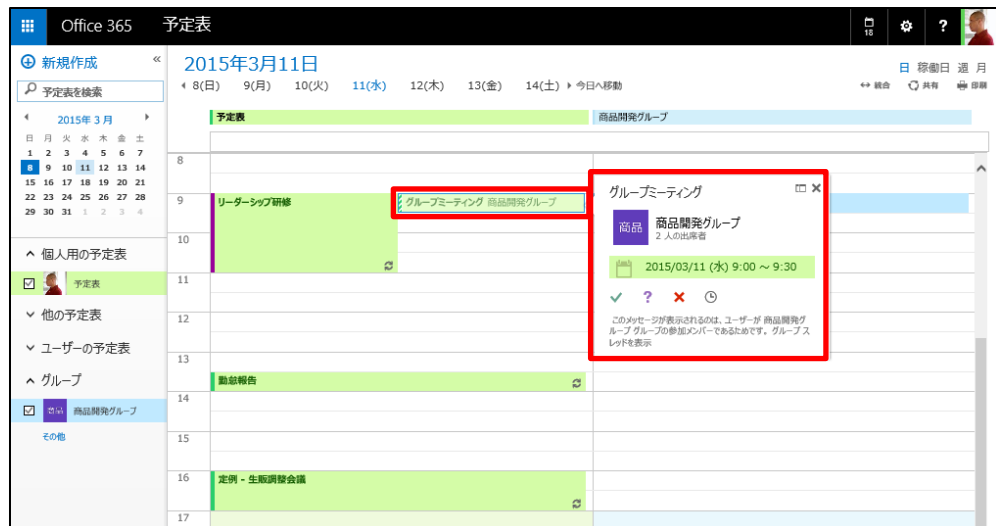 Office 365 予定表
18
?
新規作成 «
予定表を検索
2015年 3 月
日 月 火 水 木 金 土
1 2 3 4 5 6 7
8 9 10 11 12 13 14
15 16 17 18 19 20 21
22 23 24 25 26 27 28
29 30 31 1 2 3 4
個人用の予定表
予定表
他の予定表
ユーザーの予定表
グループ
商品 商品開発グループ
その他
2015年3月11日
8(日) 9(月) 10(火) 11(水) 12(木) 13(金) 14(土) 今日へ移動
日 稼働日 週 月
統合 共有 印刷
予定表 商品開発グループ
8
9 リーダーシップ研修 グループミーティング 商品開発グループ
10
11
12
13
勤怠報告
14
15
16 定例 - 生販調整会議
17
グループミーティング
商品 商品開発グループ
2 人の出席者
2015/03/11 (水) 9:00 ～ 9:30
?
このメッセージが表示されるのは、ユーザーが 商品開発グ
ループ グループの参加メンバーであるためです。グループ ス
レッドを表示